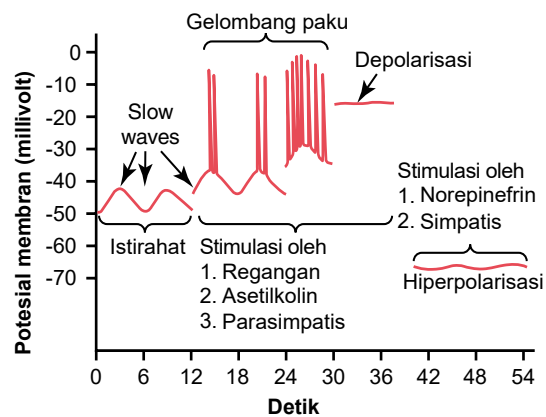 Gelombang paku
Potesial membran (millivolt)
0
-10
-20
-30
-40
-50
-60
-70
Slow
waves
Depolarisasi
Istirahat
Stimulasi oleh
1. Regangan
2. Asetilkolin
3. Parasimpatis
Stimulasi oleh
1. Norepinefrin
2. Simpatis
Hiperpolarisasi
0 6 12 18 24 30 36 42 48 54
Detik